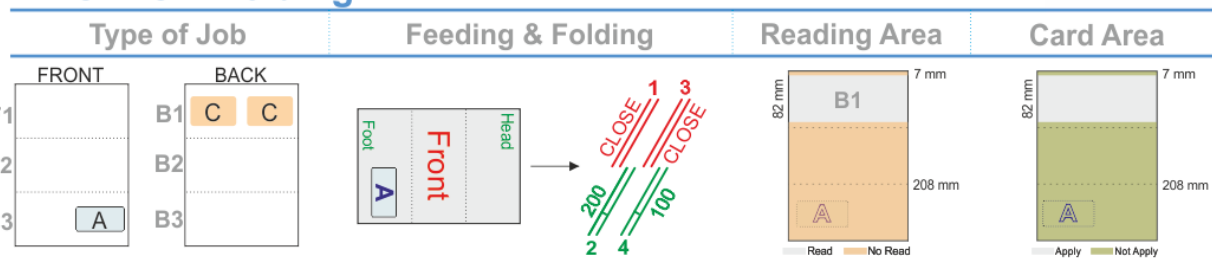 Type of Job
Feeding & Folding
Reading Area
Card Area
FRONT
BACK
1
2
3
A
B1
B2
B3
C
C
Foot
Front
Head
A
1
3
CLOSE
CLOSE
200
100
2
4
82 mm
7 mm
B1
208 mm
A
Read
No Read
82 mm
7 mm
208 mm
A
Apply
Not Apply